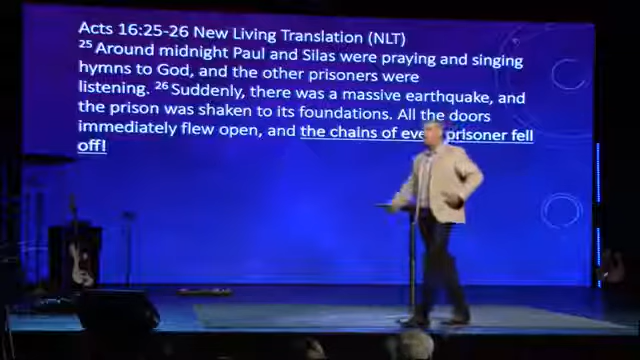 Acts 16:25-26 New Living Translation (NLT)
25 Around midnight Paul and Silas were praying and singing
hymns to God, and the other prisoners were
listening. 26 Suddenly, there was a massive earthquake, and
the prison was shaken to its foundations. All the doors
immediately flew open, and the chains of eve prisoner fell
off!